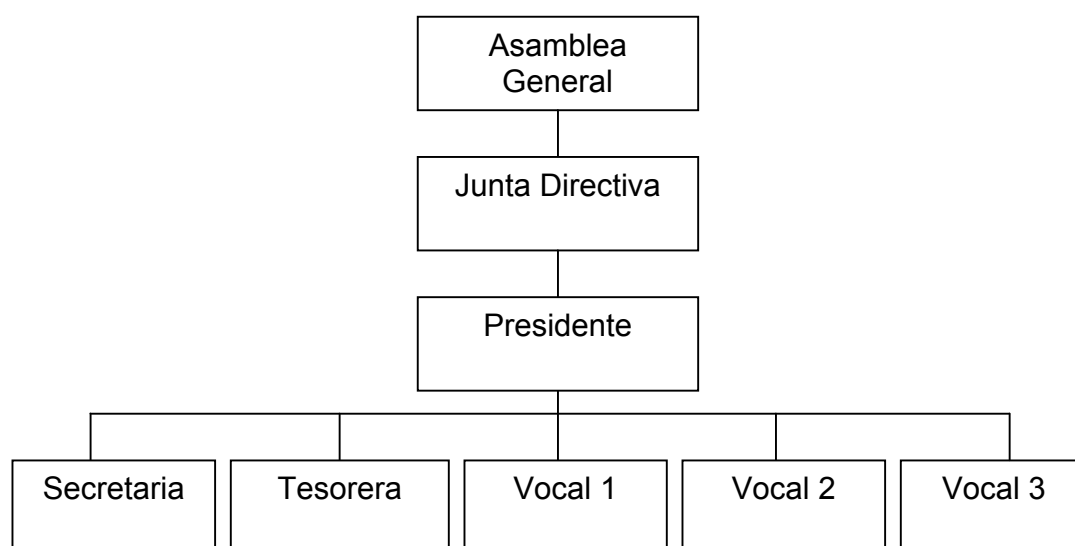 Asamblea
General
Junta Directiva
Presidente
Secretaria
Tesorera
Vocal 1
Vocal 2
Vocal 3